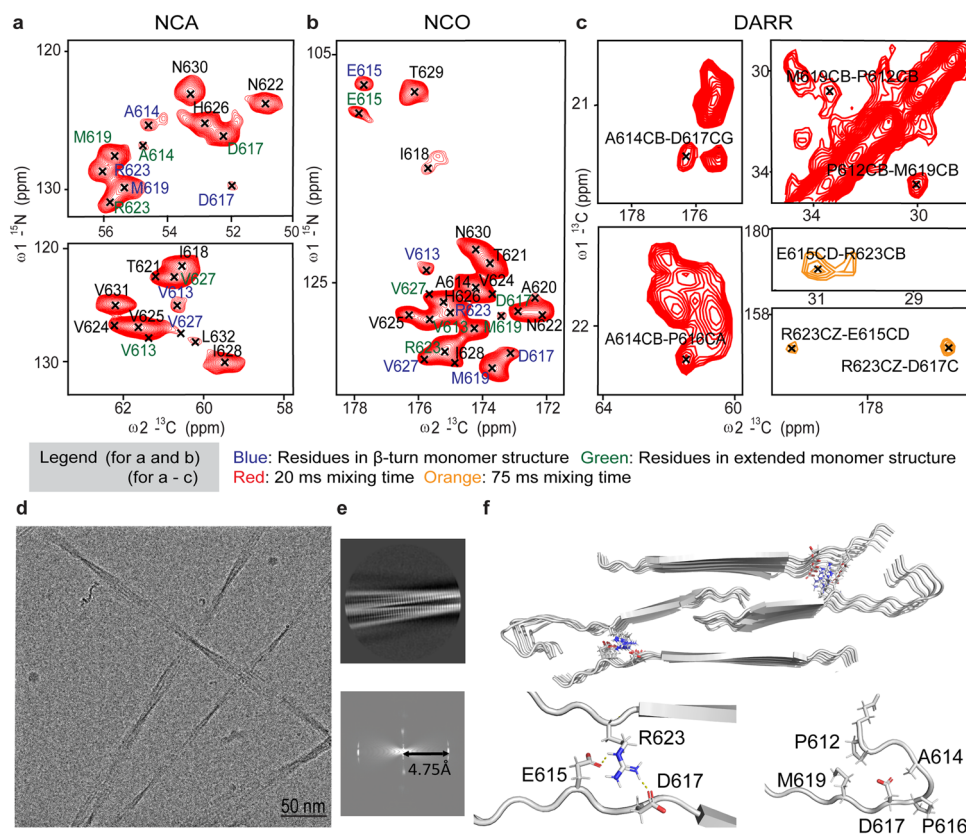 a NCA
b NCO
c DARR
120
130
ω1 ¹⁵N (ppm)
N630
N622
A614
H626
M619
A614
D617
R623
M619
R623
D617
56 54 52 50
120
130
I618
T621
V627
V613
V631
V627
V624
V625
L632
V613
I628
62 60 58
ω2 -¹³C (ppm)
105
125
E615
T629
E615
I618
N630
V613
T621
V627
A614
V624
A620
H626
D617
V625
R623
V613
M619
N622
R623
I628
D617
V627
M619
178 176 174 172
ω2 -¹³C (ppm)
ω1 -¹³C (ppm)
21
A614CB-D617CG
178 176
30
34
M619CB-P612CB
P612CB-M619CB
34 30
22
A614CB-P616CA
64 60
180
E615CD-R623CB
31 29
158
R623CZ-E615CD
R623CZ-D617C
178
ω2 -¹³C (ppm)
Legend (for a and b) Blue: Residues in β-turn monomer structure Green: Residues in extended monomer structure
(for a - c) Red: 20 ms mixing time Orange: 75 ms mixing time
d
50 nm
e
4.75Å
f
R623
E615
D617
P612
A614
M619
D617
P616